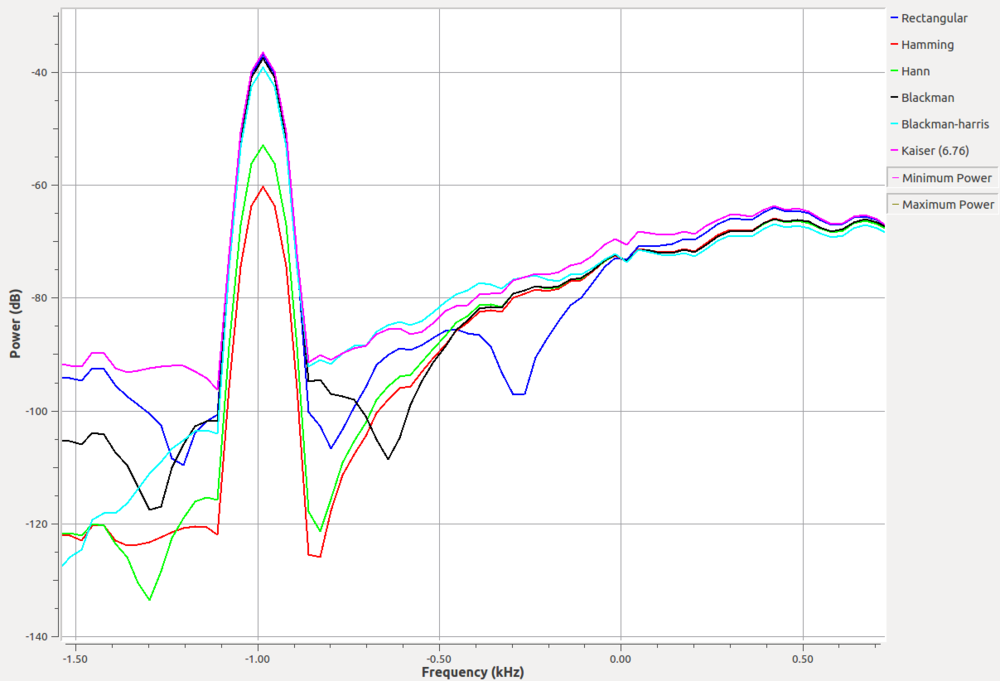 Rectangular
Hamming
Hann
Blackman
Blackman-harris
Kaiser (6.76)
Minimum Power
Maximum Power
Power (dB)
-40
-60
-80
-100
-120
-140
-1.50 -1.00 -0.50 0.00 0.50
Frequency (kHz)